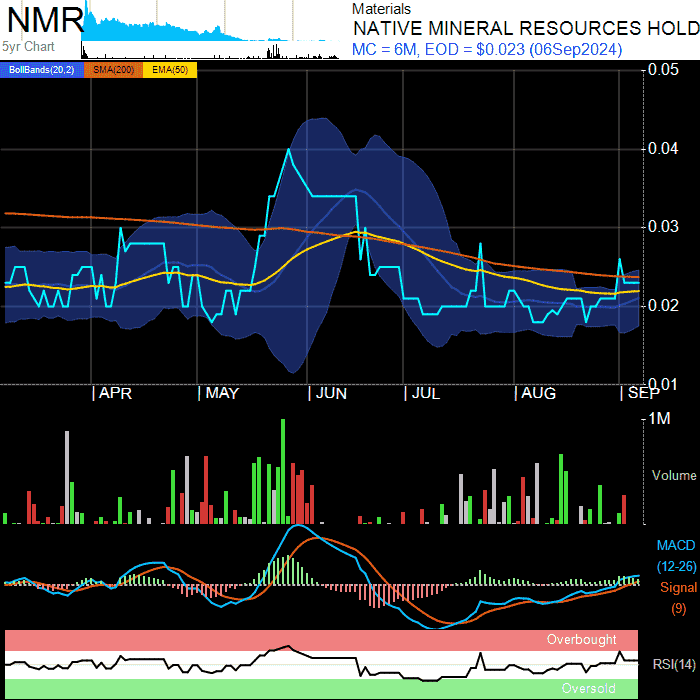 NMR
5yr Chart
Materials
NATIVE MINERAL RESOURCES HOLD
MC = 6M, EOD = $0.023 (06Sep2024)
BollBands(20,2) SMA(200) EMA(50)
0.05
0.04
0.03
0.02
0.01
| APR | MAY | JUN | JUL | AUG | SEP
1M
Volume
MACD
(12-26)
Signal
(9)
Overbought
RSI(14)
Oversold